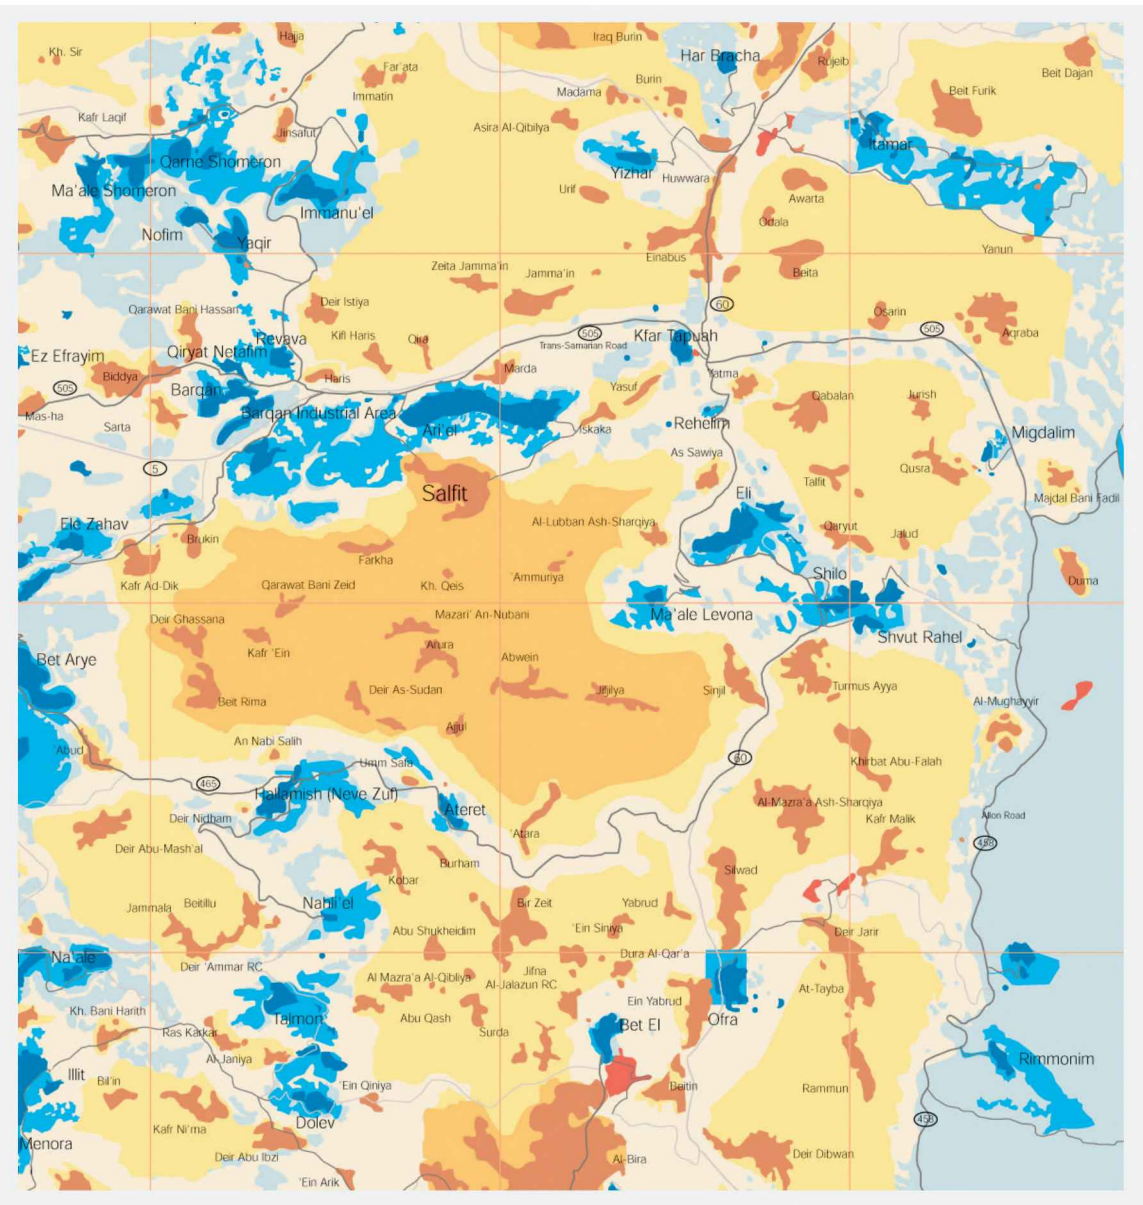 Hajja
Iraq Burin
Kh. Sir
Har Bracha
Rujeib
Far'ata
Beit Dajan
Burin
Immatin
Madama
Beit Furik
Kafr Laqif
Jinsafut
Asira Al-Qibilya
Itamar
Qarne Shomeron
Yizhar
Huwwara
Ma'ale Shomeron
Urif
Awarta
Immanu'el
Odala
Nofim
Yaqir
Einabus
Yanun
Zeita Jamma'in
Jamma'in
Beita
Deir Istiya
60
Qarawat Bani Hassan
Osarin
505
505
Aqraba
Revava
Kifl Haris
Qira
Kfar Tapuah
Trans-Samarian Road
Ez Efrayim
Qiryat Netafim
Marda
Yatma
Biddya
Haris
505
Barqan
Yasuf
Qabalan
Jurish
Mas-ha
Barqan Industrial Area
Sarta
Ari'el
Iskaka
Rehelim
Migdalim
As Sawiya
5
Qusra
Talfit
Salfit
Eli
Majdal Bani Fadil
Ele Zahav
Al-Lubban Ash-Sharqiya
Qaryut
Jalud
Brukin
Farkha
Kafr Ad-Dik
Qarawat Bani Zeid
Kh. Qeis
'Ammuriya
Shilo
Duma
Deir Ghassana
Mazari' An-Nubani
Ma'ale Levona
Shvut Rahel
Kafr 'Ein
Arura
Abwein
Bet Arye
Deir As-Sudan
Jiljilya
Sinjil
Turmus Ayya
Beit Rima
Al-Mughayyir
Ajjul
An Nabi Salih
'Abud
Umm Safa
60
Khirbat Abu-Falah
465
Hallamish (Neve Zuf)
Al-Mazra'a Ash-Sharqiya
Ateret
Deir Nidham
Kafr Malik
Allon Road
'Atara
458
Deir Abu-Mash'al
Burham
Silwad
Kobar
Jammala
Beitillu
Nahli'el
Bir Zeit
Yabrud
Abu Shukheidim
'Ein Siniya
Deir Jarir
Na'ale
Dura Al-Qar'a
Deir 'Ammar RC
Jifna
Al Mazra'a Al-Qibliya
Al-Jalazun RC
At-Tayba
Kh. Bani Harith
Ein Yabrud
Talmon
Abu Qash
Bet El
Ofra
Ras Karkar
Surda
Al-Janiya
Rimmonim
Illit
Bil'in
'Ein Qiniya
Beitin
Rammun
Dolev
458
Kafr Ni'ma
Menora
Deir Abu Ibzi
Al-Bira
Deir Dibwan
'Ein Arik